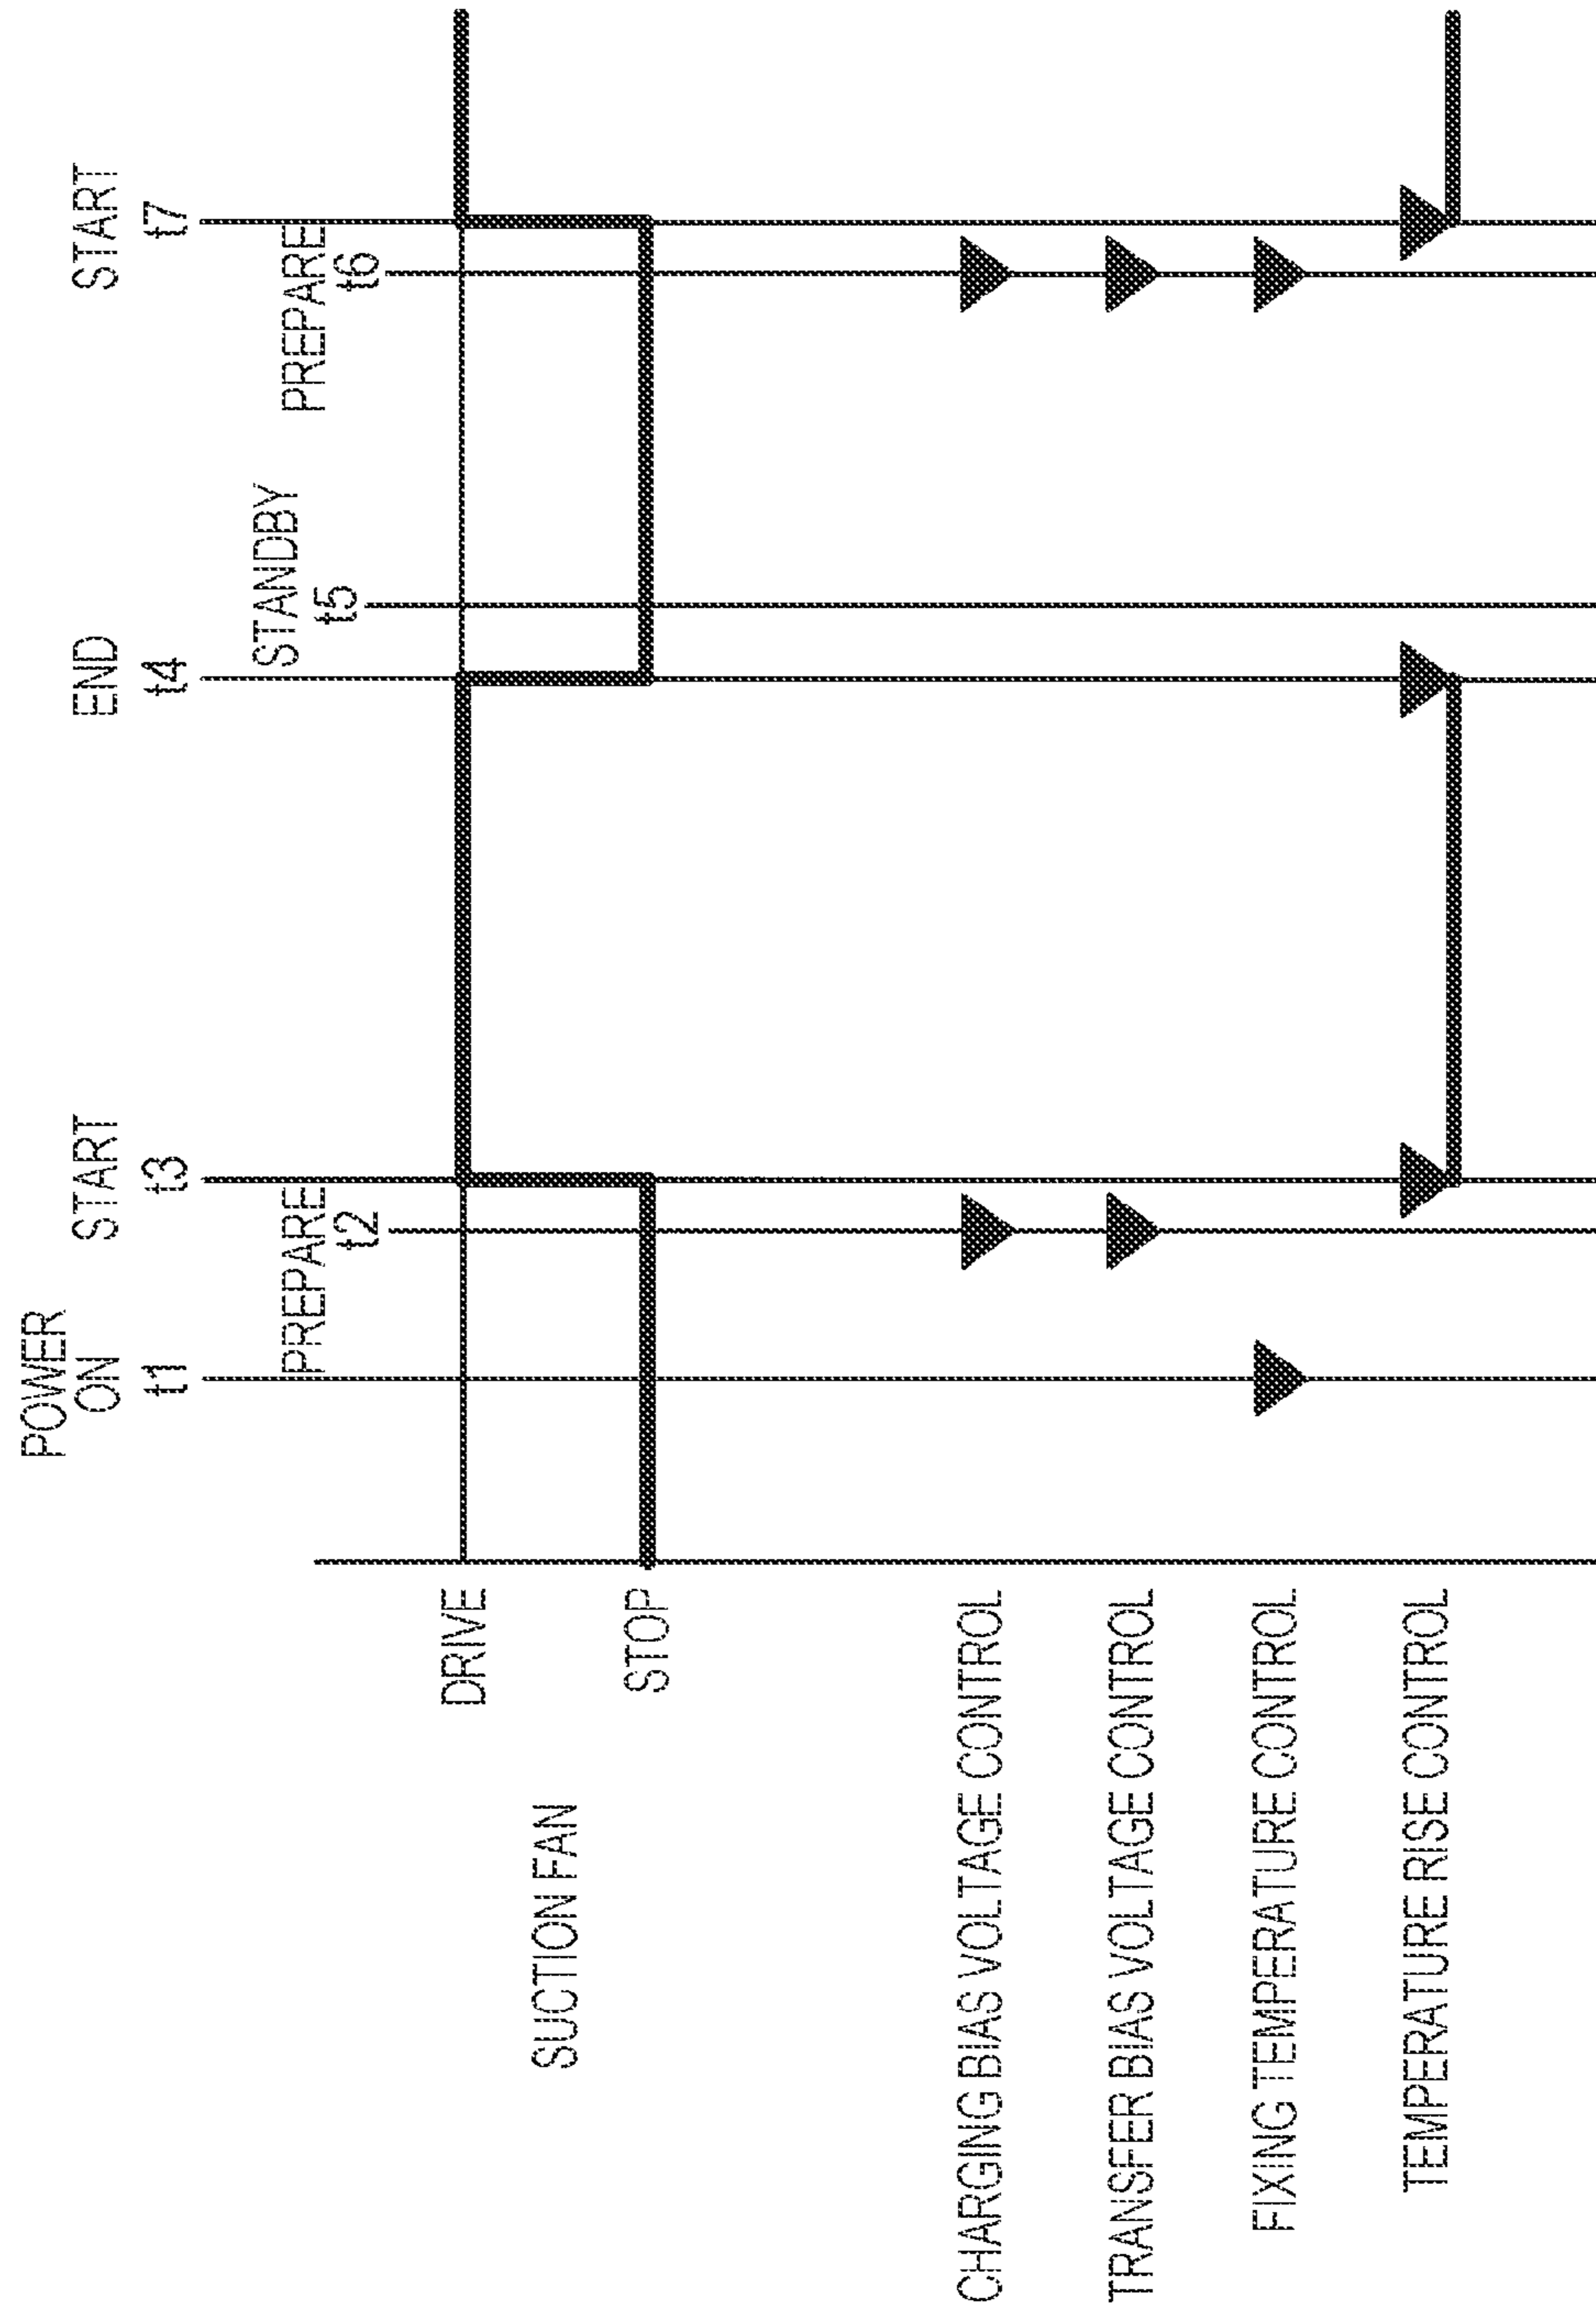 POWER
ON
t1
START
t3
END
t4
START
t7
PREPARE
t2
STANDBY
t5
PREPARE
t6
DRIVE
SUCTION FAN
STOP
CHARGING BIAS VOLTAGE CONTROL
TRANSFER BIAS VOLTAGE CONTROL
FIXING TEMPERATURE CONTROL
TEMPERATURE RISE CONTROL